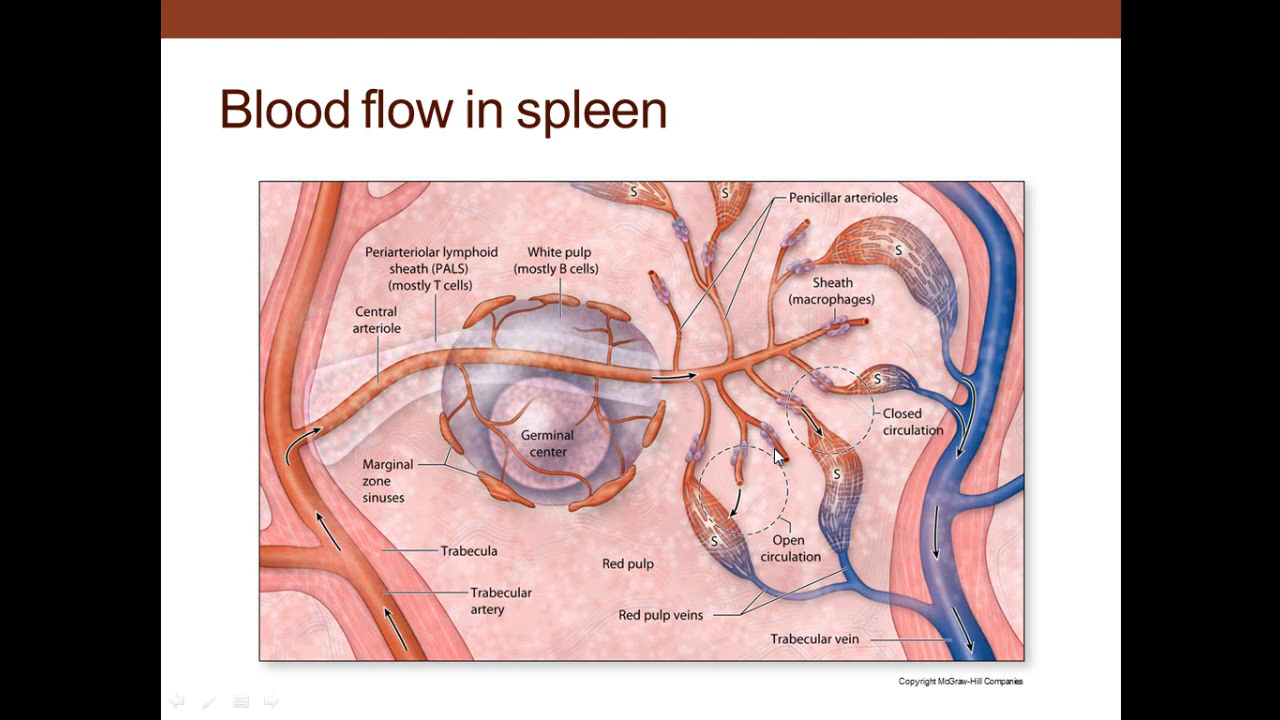 Blood flow in spleen
S
S
Penicillar arterioles
Periarteriolar lymphoid
sheath (PALS)
(mostly T cells)
White pulp
(mostly B cells)
S
Sheath
(macrophages)
Central
arteriole
S
Closed
circulation
Germinal
center
Marginal
zone
sinuses
S
S
Open
circulation
Trabecula
Red pulp
Trabecular
artery
Red pulp veins
Trabecular vein
Copyright McGraw-Hill Companies